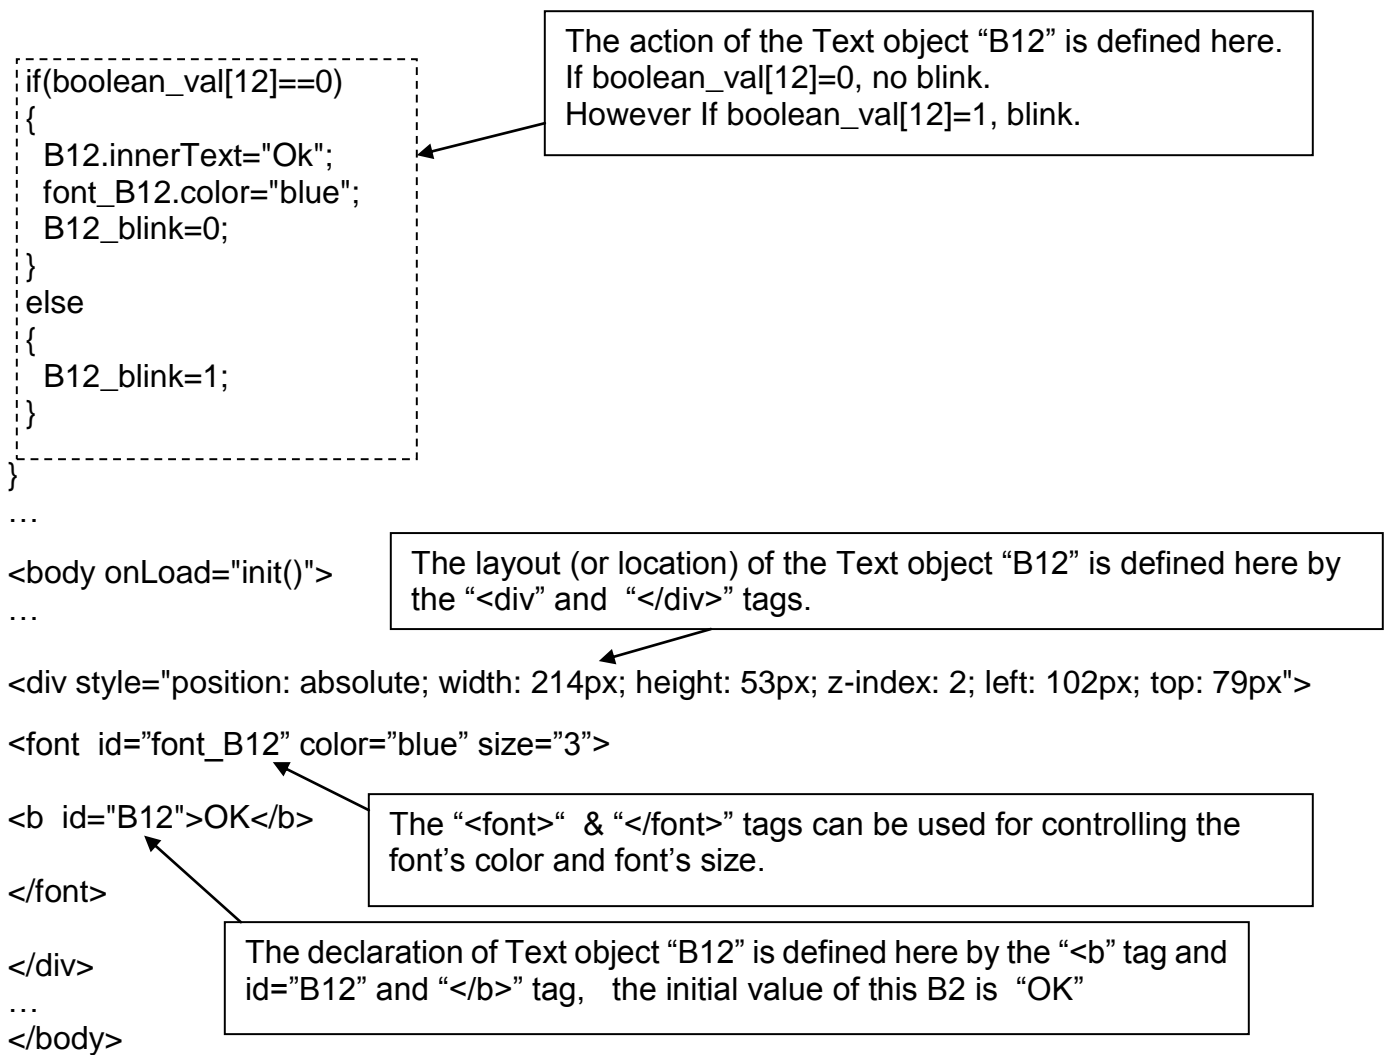 The action of the Text object “B12” is defined here.
If boolean_val[12]=0, no blink.
However If boolean_val[12]=1, blink.
if(boolean_val[12]==0)
{
B12.innerText="Ok";
font_B12.color="blue";
B12_blink=0;
}
else
{
B12_blink=1;
}
}
…
<body onLoad="init()">
…
The layout (or location) of the Text object “B12” is defined here by
the “<div” and “</div>” tags.
<div style="position: absolute; width: 214px; height: 53px; z-index: 2; left: 102px; top: 79px">
<font id=”font_B12” color=”blue” size=”3”>
<b id="B12">OK</b>
The “<font>“ & “</font>” tags can be used for controlling the
font’s color and font’s size.
</font>
The declaration of Text object “B12” is defined here by the “<b” tag and
id=”B12” and “</b>” tag, the initial value of this B2 is “OK”
</div>
…
</body>